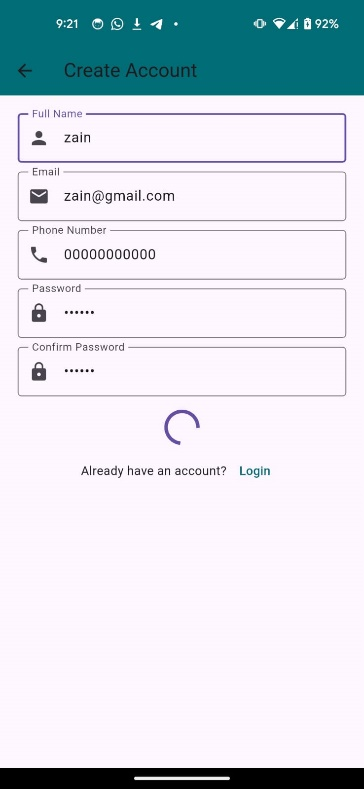 9:21
92%
Create Account
Full Name
zain
Email
zain@gmail.com
Phone Number
00000000000
Password
••••••
Confirm Password
••••••
Already have an account? Login